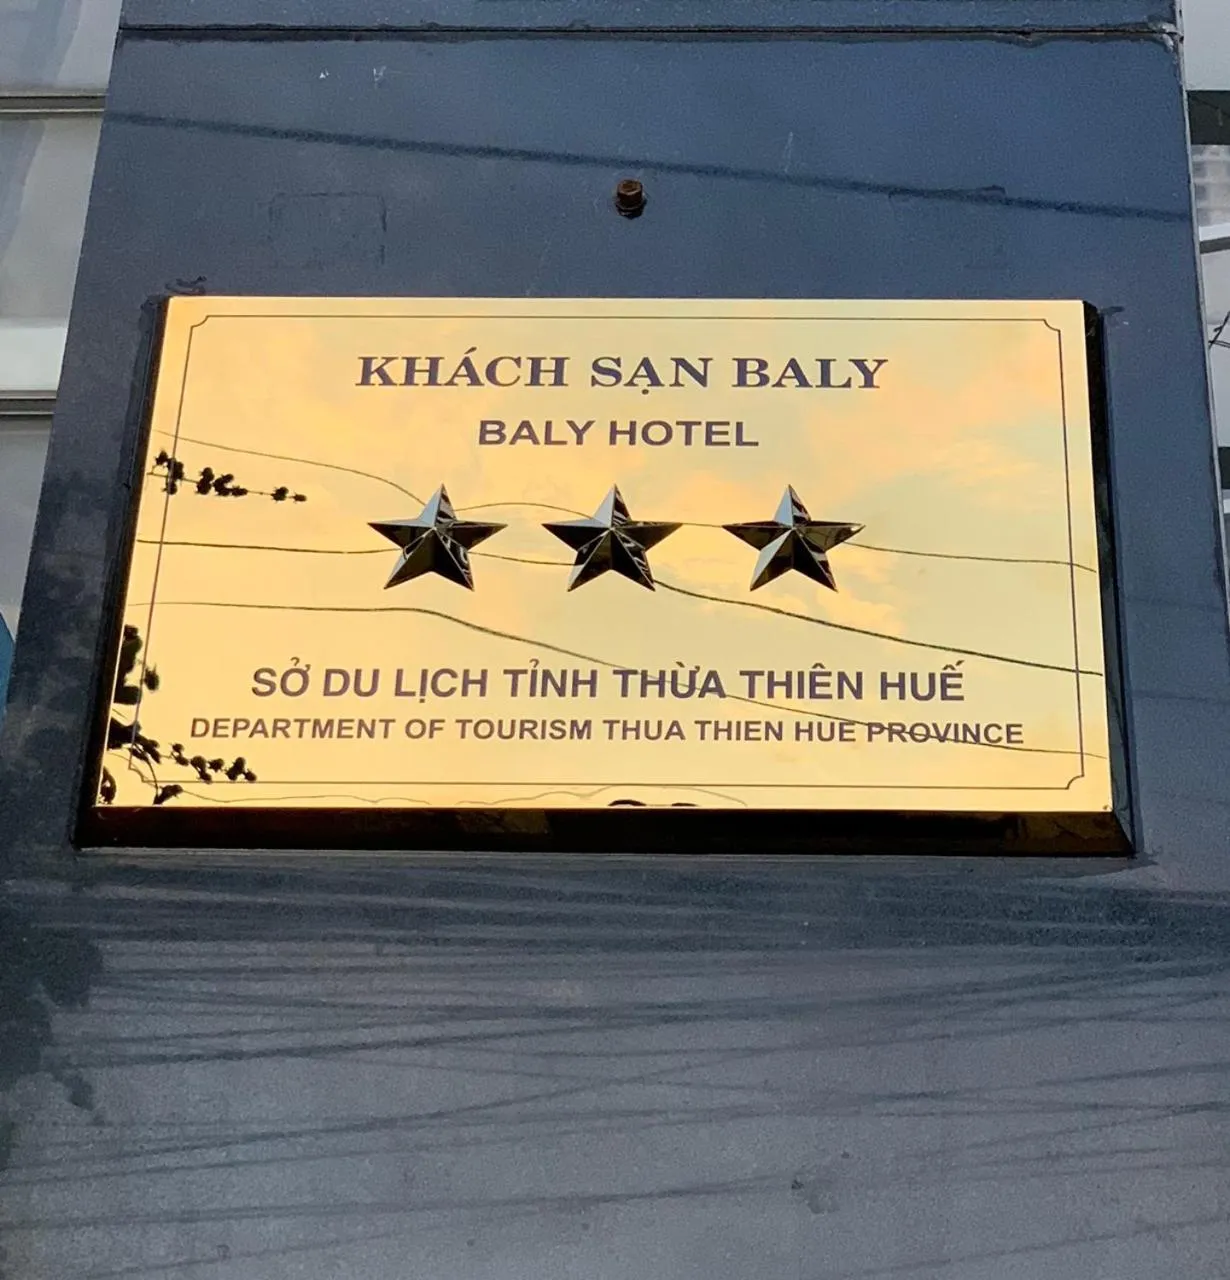 KHÁCH SẠN BALY
BALY HOTEL
SỞ DU LỊCH TỈNH THỪA THIÊN HUẾ
DEPARTMENT OF TOURISM THUA THIEN HUE PROVINCE